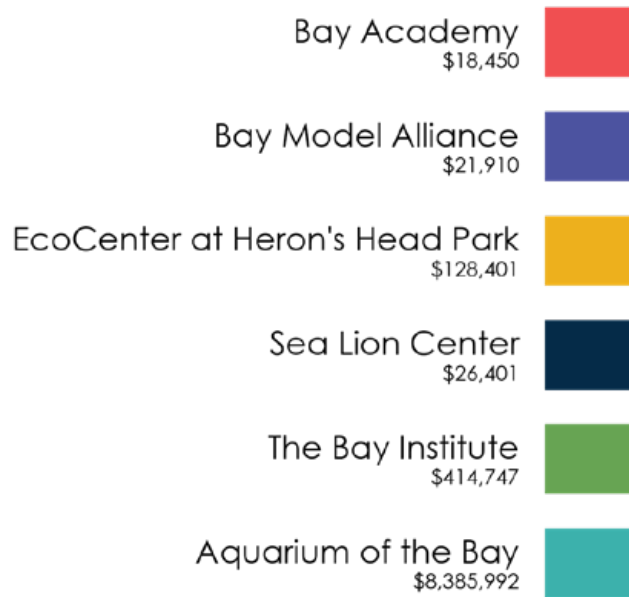 Bay Academy
$18,450
Bay Model Alliance
$21,910
EcoCenter at Heron's Head Park
$128,401
Sea Lion Center
$26,401
The Bay Institute
$414,747
Aquarium of the Bay
$8,385,992